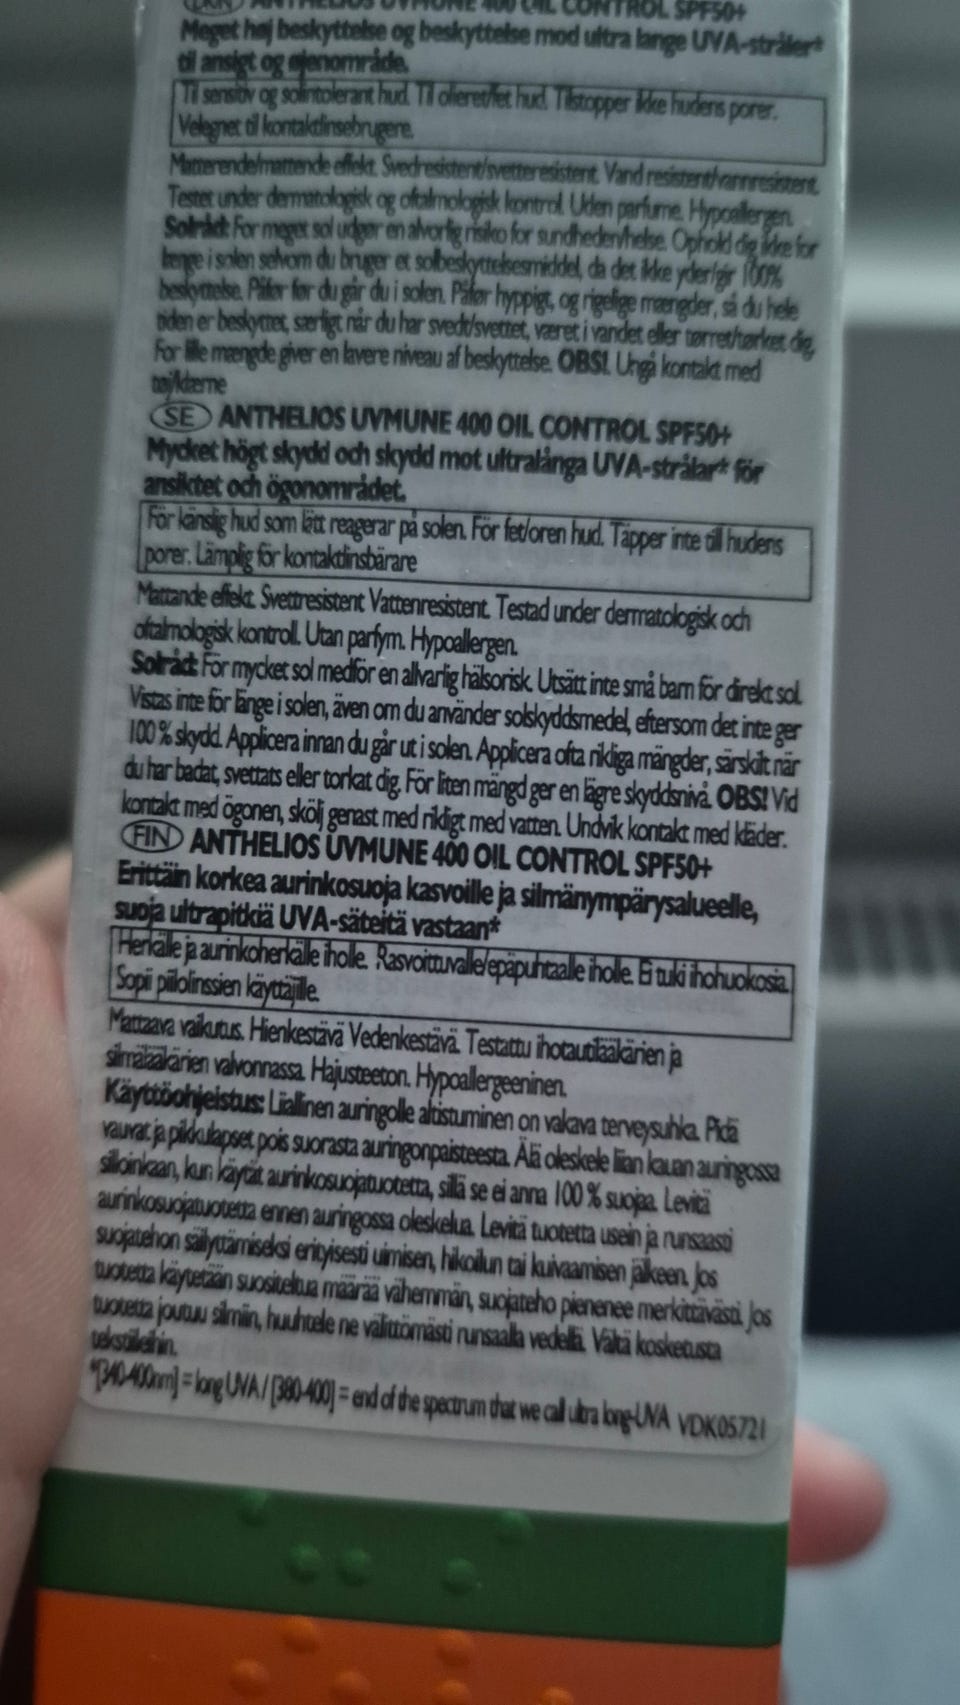 DKN ANTHELIOS UVMUNE 400 OIL CONTROL SPF50+
Meget høj beskyttelse og beskyttelse mod ultra lange UVA-stråler*
til ansigt og øjenområde.
Til sensitiv og solintolerant hud. Til olieret/fet hud. Tilstopper ikke hudens porer.
Velegnet til kontaktlinsebrugere.
Matterende/mattende effekt. Svedresistent/svetteresistent. Vand resistent/vannresistent.
Testet under dermatologisk og oftalmologisk kontrol. Uden parfume. Hypoallergen.
Solråd: For meget sol udgør en alvorlig risiko for sundheden/helse. Ophold dig ikke for
længe i solen selvom du bruger et solbeskyttelsesmiddel, da det ikke yder/gir 100%
beskyttelse. Påfør før du går du i solen. Påfør hyppigt, og rigelige mængder, så du hele
tiden er beskyttet, særligt når du har svedt/svettet, været i vandet eller tørret/tørket dig.
For lille mængde giver en lavere niveau af beskyttelse. OBS!. Ungå kontakt med
tøj/klærne
SE ANTHELIOS UVMUNE 400 OIL CONTROL SPF50+
Mycket högt skydd och skydd mot ultralånga UVA-strålar* för
ansiktet och ögonområdet.
För känslig hud som lätt reagerar på solen. För fet/oren hud. Täpper inte till hudens
porer. Lämplig för kontaktlinsbärare
Mattande effekt. Svettresistent Vattenresistent. Testad under dermatologisk och
oftalmologisk kontroll. Utan parfym. Hypoallergen.
Solråd: För mycket sol medför en allvarlig hälsorisk. Utsätt inte små barn för direkt sol.
Vistas inte för länge i solen, även om du använder solskyddsmedel, eftersom det inte ger
100 % skydd. Applicera innan du går ut i solen. Applicera ofta rikliga mängder, särskilt när
du har badat, svettats eller torkat dig. För liten mängd ger en lägre skyddsnivå. OBS! Vid
kontakt med ögonen, skölj genast med rikligt med vatten. Undvik kontakt med kläder.
FIN ANTHELIOS UVMUNE 400 OIL CONTROL SPF50+
Erittäin korkea aurinkosuoja kasvoille ja silmänympärysalueelle,
suoja ultrapitkiä UVA-säteitä vastaan*
Herkälle ja aurinkoherkälle iholle. Rasvoittuvalle/epäpuhtaalle iholle. Ei tuki ihohuokosia.
Sopii piilolinssien käyttäjille.
Mattaava vaikutus. Hienkestävä Vedenkestävä. Testattu ihotautilääkärien ja
silmälääkärien valvonnassa. Hajusteeton. Hypoallergeeninen.
Käyttöohjeistus: Liiallinen auringolle altistuminen on vakava terveysuhka. Pidä
vauvat ja pikkulapset pois suorasta auringonpaisteesta. Älä oleskele liian kauan auringossa
silloinkaan, kun käytät aurinkosuojatuotetta, sillä se ei anna 100 % suojaa. Levitä
aurinkosuojatuotetta ennen auringossa oleskelua. Levitä tuotetta usein ja runsaasti
suojatehon säilyttämiseksi erityisesti uimisen, hikoilun tai kuivaamisen jälkeen. Jos
tuotetta käytetään suositeltua määrää vähemmän, suojateho pienenee merkittävästi. Jos
tuotetta joutuu silmiin, huuhtele ne välittömästi runsaalla vedellä. Vältä kosketusta
tekstiileihin.
*[340-400nm] = long UVA / [380-400] = end of the spectrum that we call ultra long-UVA VDK05721